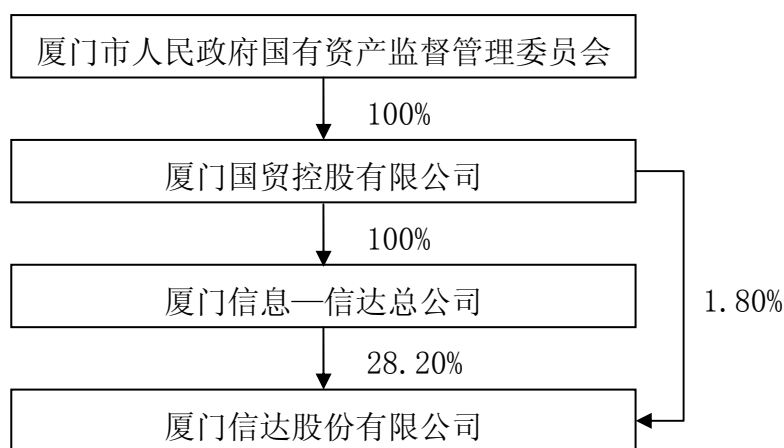 厦门市人民政府国有资产监督管理委员会
100%
厦门国贸控股有限公司
100%
厦门信息—信达总公司
1.80%
28.20%
厦门信达股份有限公司